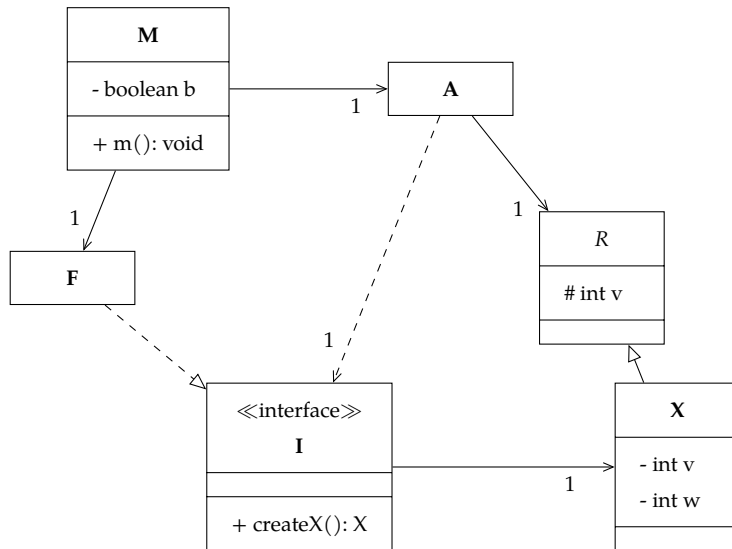 M
- boolean b
+ m(): void
1
A
1
F
1
R
# int v
1
≪interface≫
I
+ createX(): X
1
X
- int v
- int w